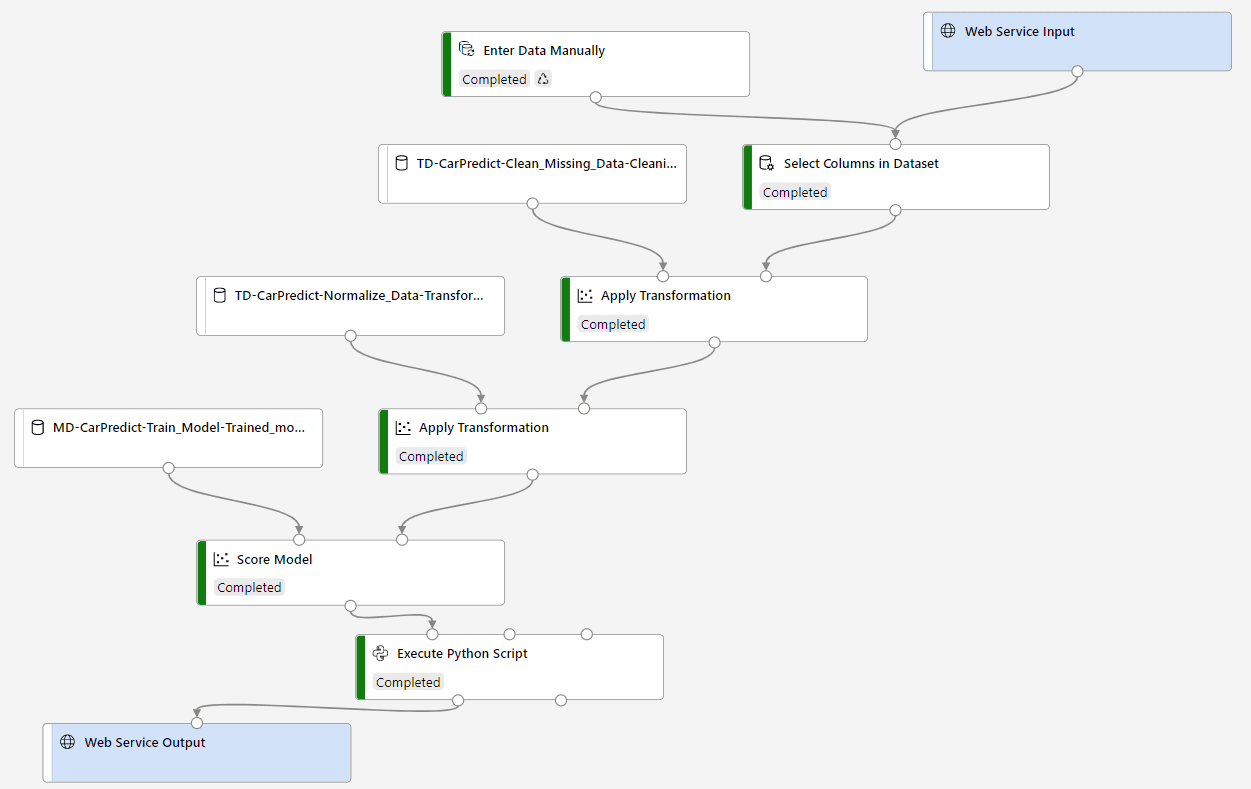 Web Service Input
Enter Data Manually
Completed
TD-CarPredict-Clean_Missing_Data-Cleani...
Select Columns in Dataset
Completed
TD-CarPredict-Normalize_Data-Transfor...
Apply Transformation
Completed
MD-CarPredict-Train_Model-Trained_mo...
Apply Transformation
Completed
Score Model
Completed
Execute Python Script
Completed
Web Service Output